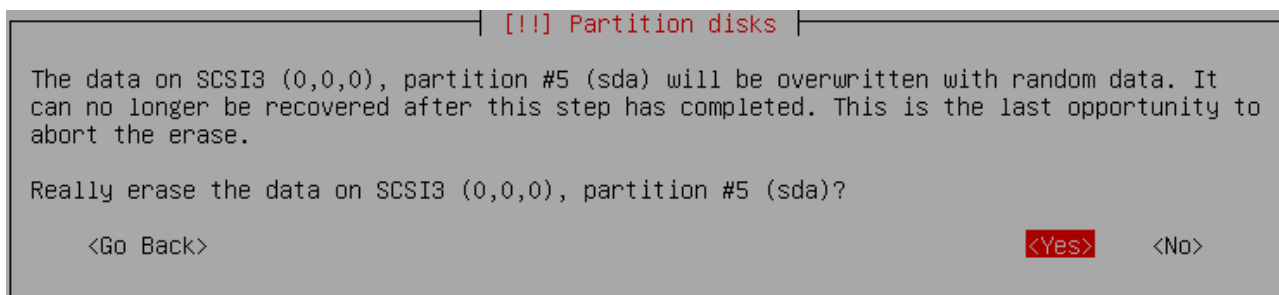 [!!] Partition disks
The data on SCSI3 (0,0,0), partition #5 (sda) will be overwritten with random data. It
can no longer be recovered after this step has completed. This is the last opportunity to
abort the erase.
Really erase the data on SCSI3 (0,0,0), partition #5 (sda)?
<Go Back> <Yes> <No>